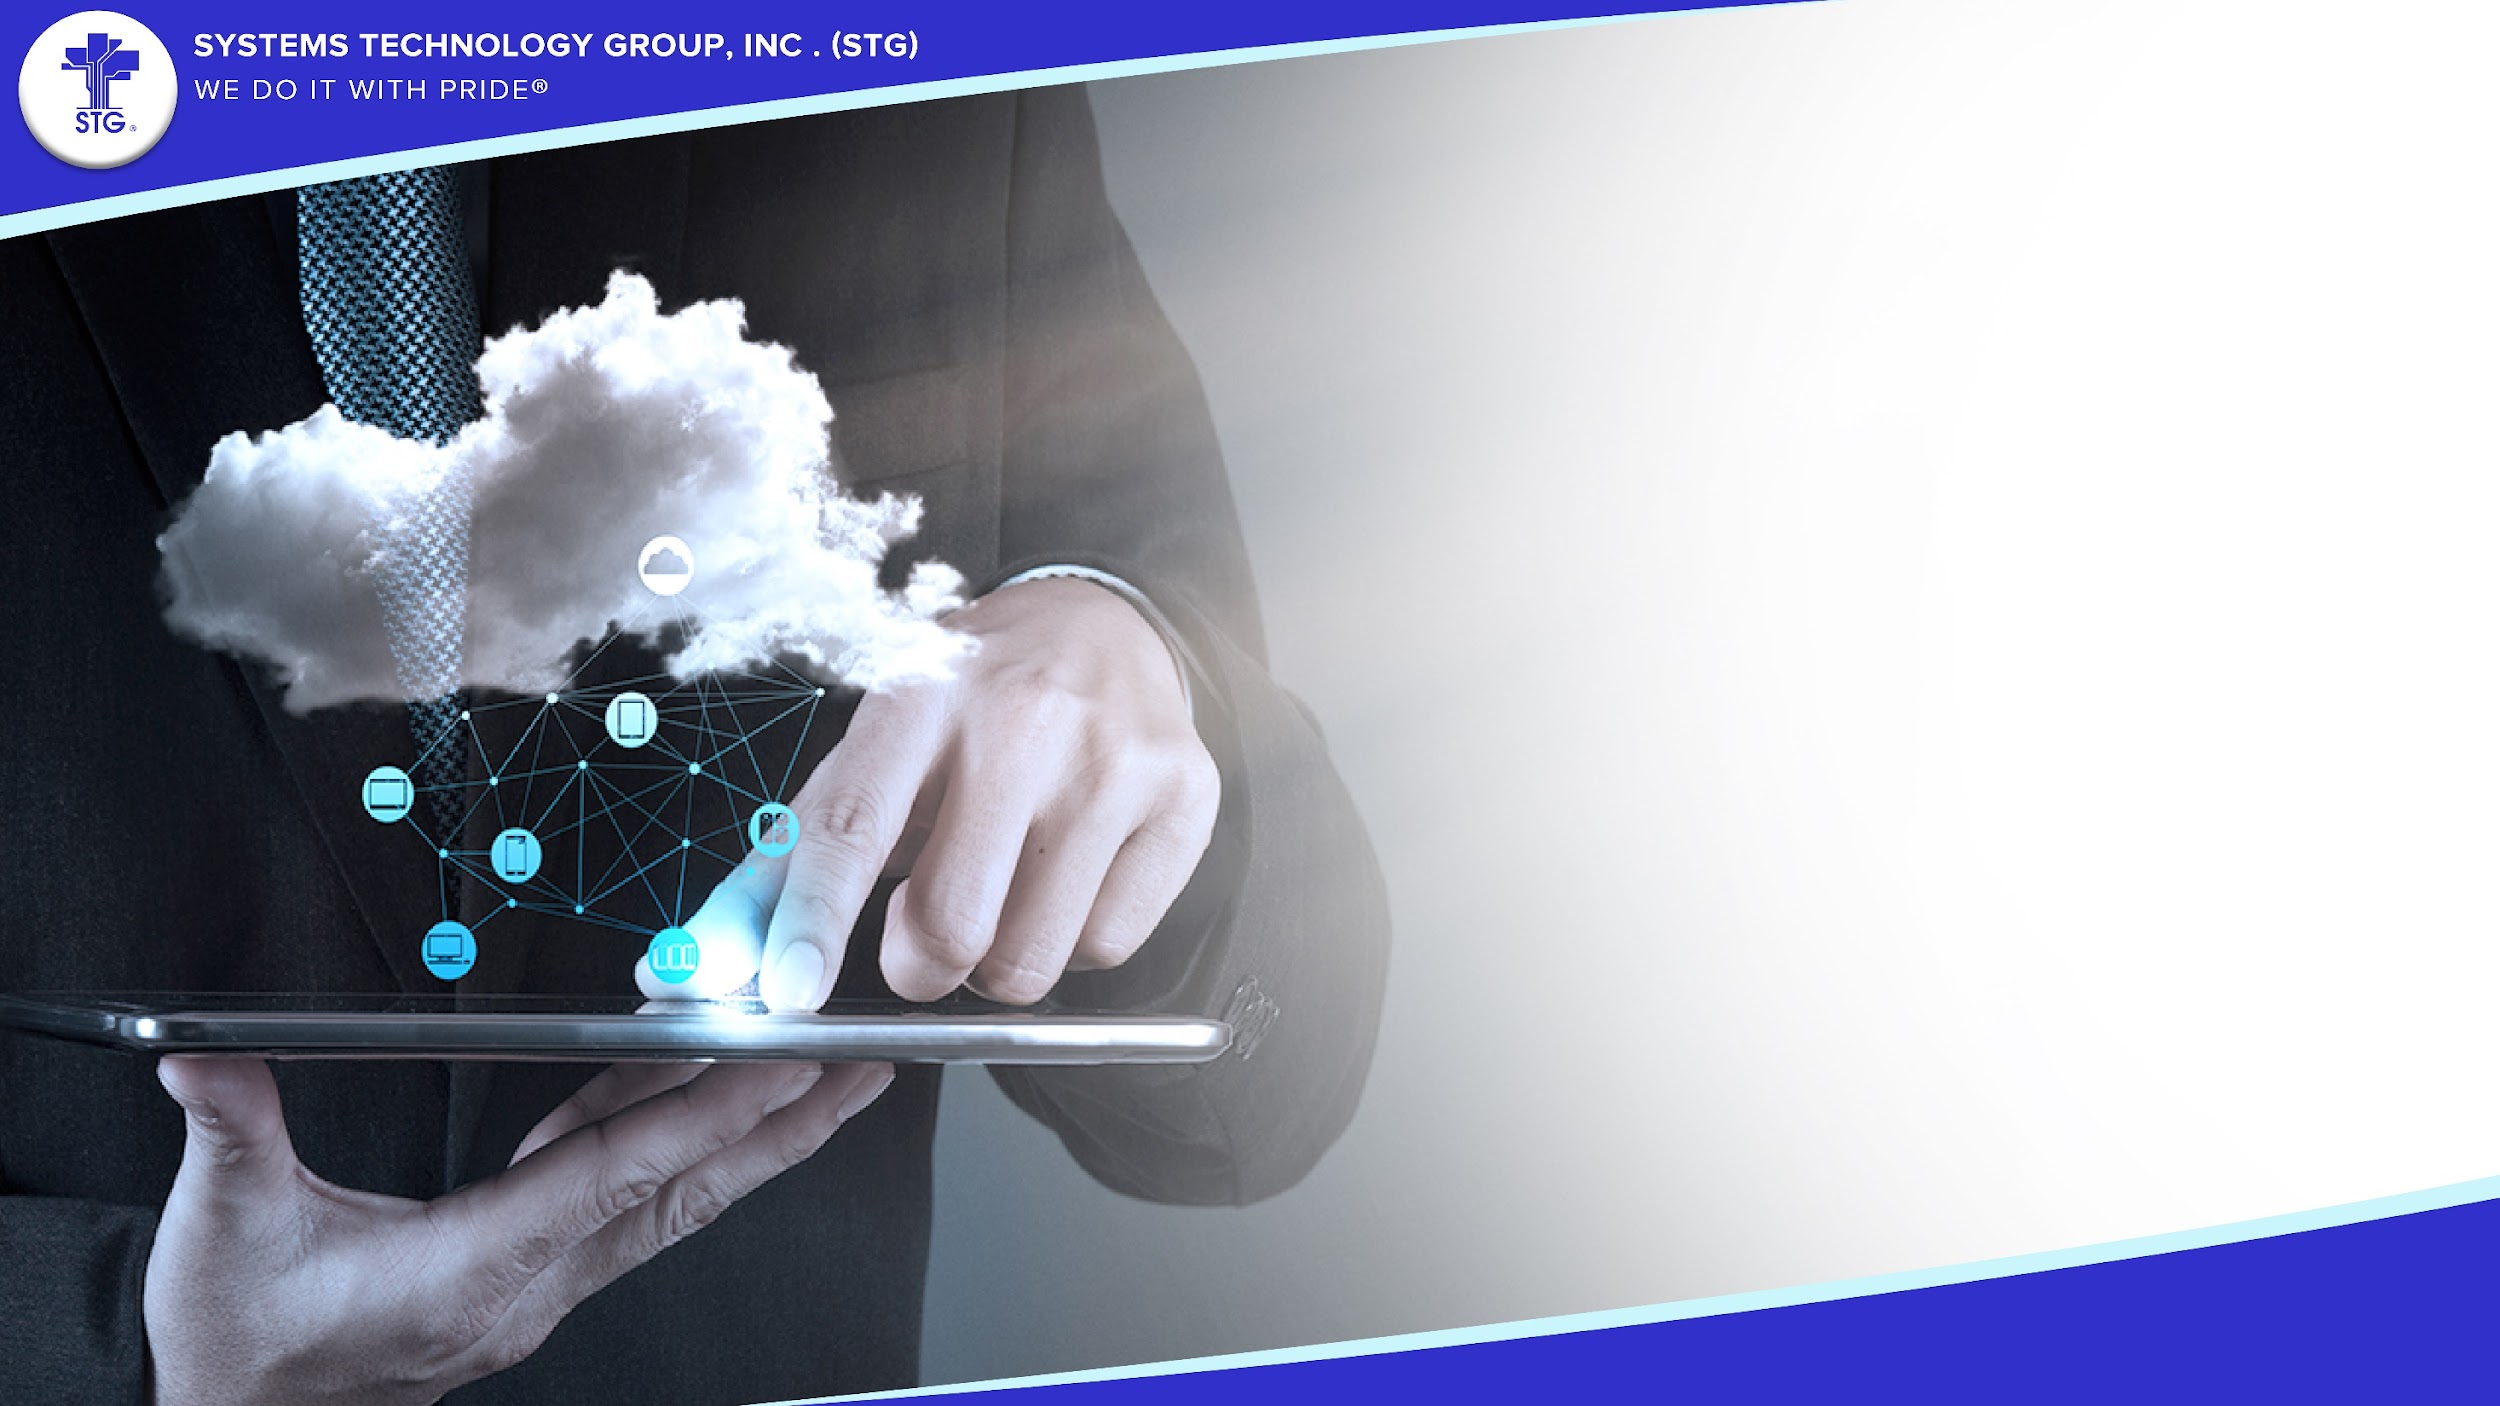 SYSTEMS TECHNOLOGY GROUP, INC . (STG)
WE DO IT WITH PRIDE®
STG®